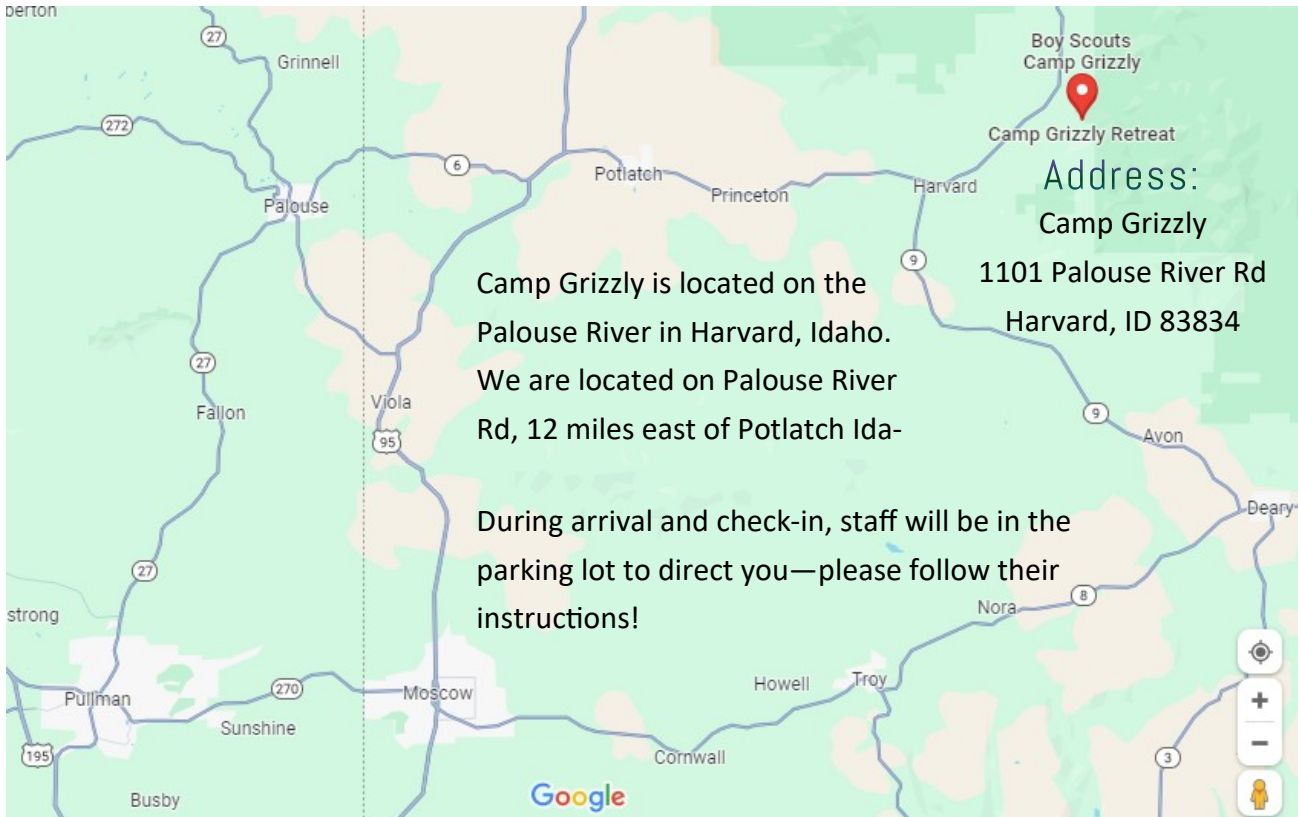 perton
27
Grinnell
Boy Scouts
Camp Grizzly
272
6
Potlatch
Camp Grizzly Retreat
Princeton
Harvard
Palouse
Address:
Camp Grizzly
1101 Palouse River Rd
Harvard, ID 83834
9
Camp Grizzly is located on the
Palouse River in Harvard, Idaho.
We are located on Palouse River
Rd, 12 miles east of Potlatch Ida-
27
Fallon
Viola
95
9
Avon
Deary
During arrival and check-in, staff will be in the
parking lot to direct you—please follow their
instructions!
27
strong
Nora
8
Pullman
270
Moscow
Howell
Troy
Sunshine
195
Cornwall
3
Busby
Google
+
−